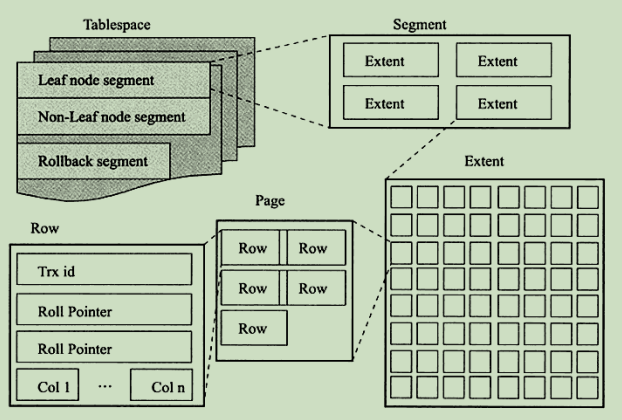 Tablespace
Leaf node segment
Non-Leaf node segment
Rollback segment
Segment
Extent Extent
Extent Extent
Extent
Page
Row Row
Row Row
Row
Row
Trx id
Roll Pointer
Roll Pointer
Col 1 ... Col n